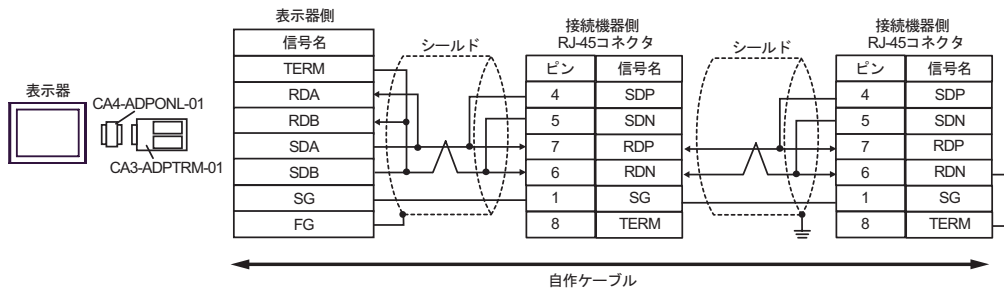 表示器
CA4-ADPONL-01
CA3-ADPTRM-01
表示器側
信号名
TERM
RDA
RDB
SDA
SDB
SG
FG
シールド
接続機器側
RJ-45コネクタ
ピン 信号名
4 SDP
5 SDN
7 RDP
6 RDN
1 SG
8 TERM
シールド
接続機器側
RJ-45コネクタ
ピン 信号名
4 SDP
5 SDN
7 RDP
6 RDN
1 SG
8 TERM
自作ケーブル